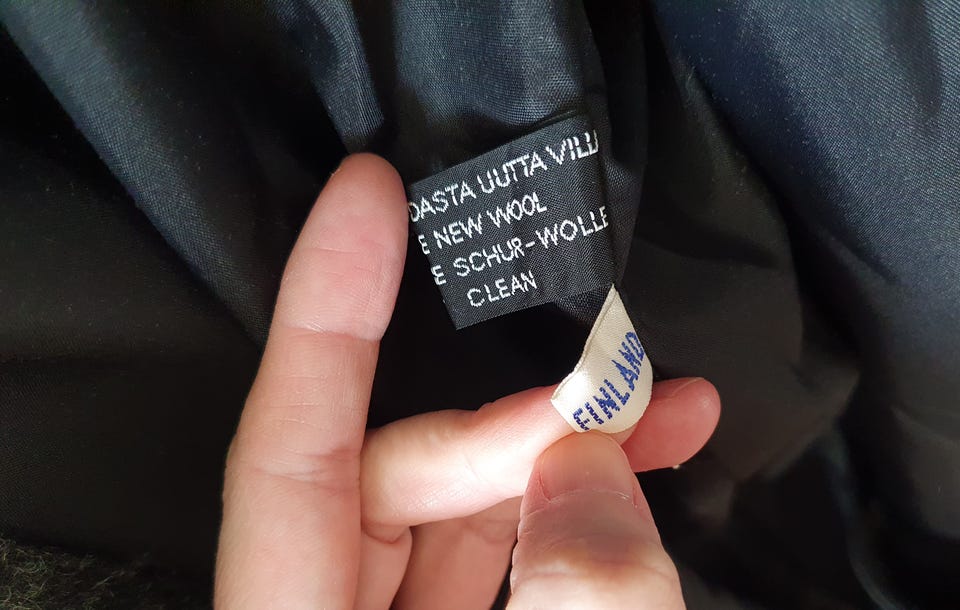 DASTA UUTTA VILL
E NEW WOOL
E SCHUR-WOLLE
CLEAN
FINLAND